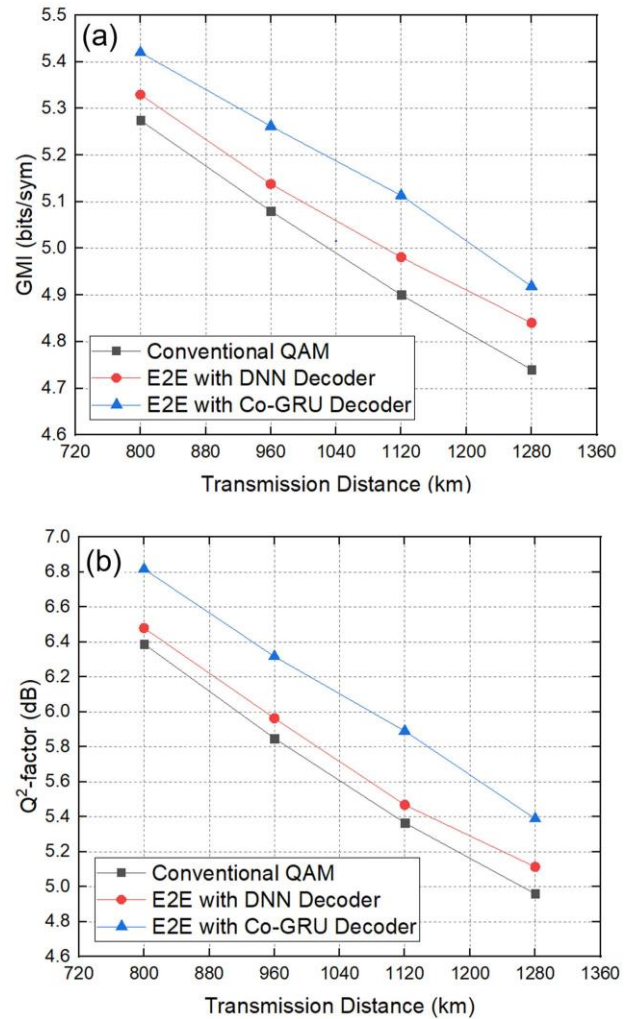 (a)
5.5
5.4
5.3
5.2
5.1
5.0
4.9
4.8
4.7
4.6
GMI (bits/sym)
Conventional QAM
E2E with DNN Decoder
E2E with Co-GRU Decoder
720 800 880 960 1040 1120 1200 1280 1360
Transmission Distance (km)
(b)
7.0
6.8
6.6
6.4
6.2
6.0
5.8
5.6
5.4
5.2
5.0
4.8
4.6
Q²-factor (dB)
Conventional QAM
E2E with DNN Decoder
E2E with Co-GRU Decoder
720 800 880 960 1040 1120 1200 1280 1360
Transmission Distance (km)